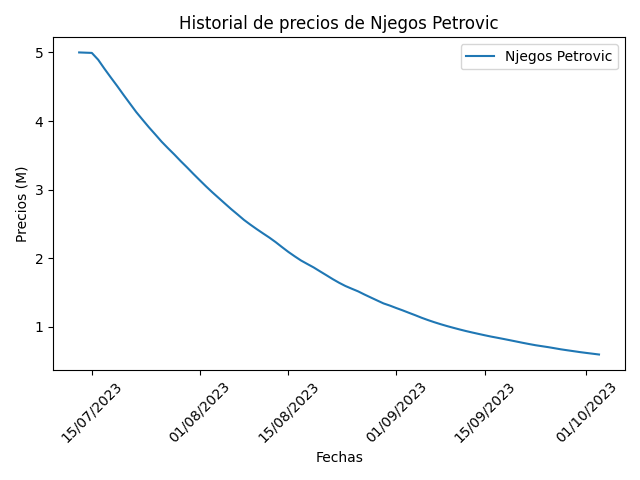 Historial de precios de Njegos Petrovic
Njegos Petrovic
Precios (M)
5
4
3
2
1
15/07/2023
01/08/2023
15/08/2023
01/09/2023
15/09/2023
01/10/2023
Fechas